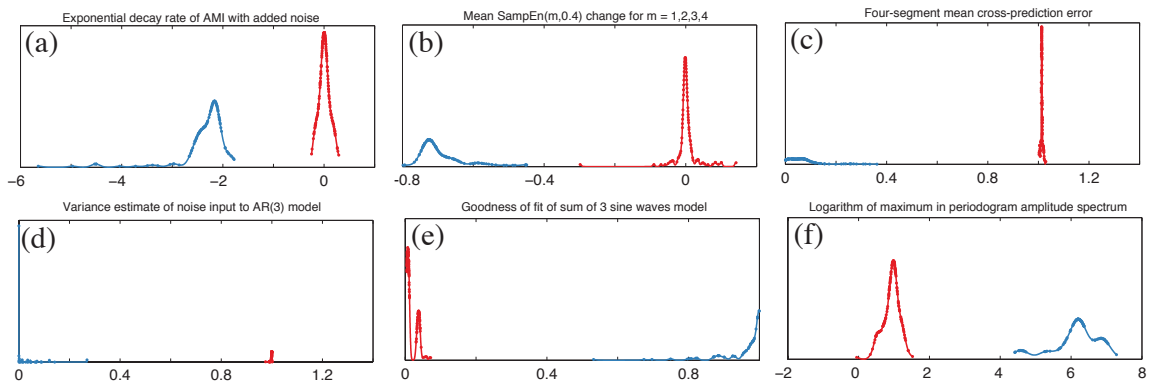 Exponential decay rate of AMI with added noise
(a)
−6 −4 −2 0
Mean SampEn(m,0.4) change for m = 1,2,3,4
(b)
-0.8 −0.4 0
Four-segment mean cross-prediction error
(c)
0 0.4 0.8 1.2
Variance estimate of noise input to AR(3) model
(d)
0 0.4 0.8 1.2
Goodness of fit of sum of 3 sine waves model
(e)
0 0.4 0.8
Logarithm of maximum in periodogram amplitude spectrum
(f)
−2 0 2 4 6 8